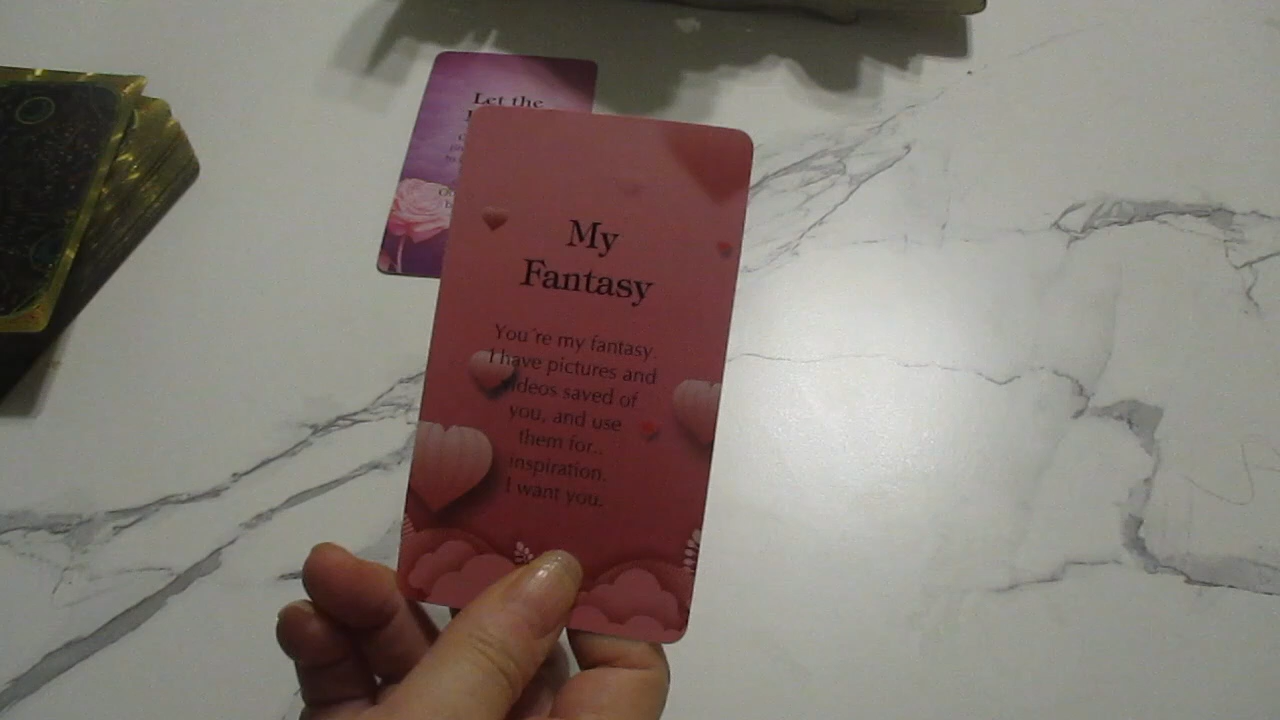 Let the
My
Fantasy
You're my fantasy.
I have pictures and
videos saved of
you, and use
them for..
inspiration.
I want you.